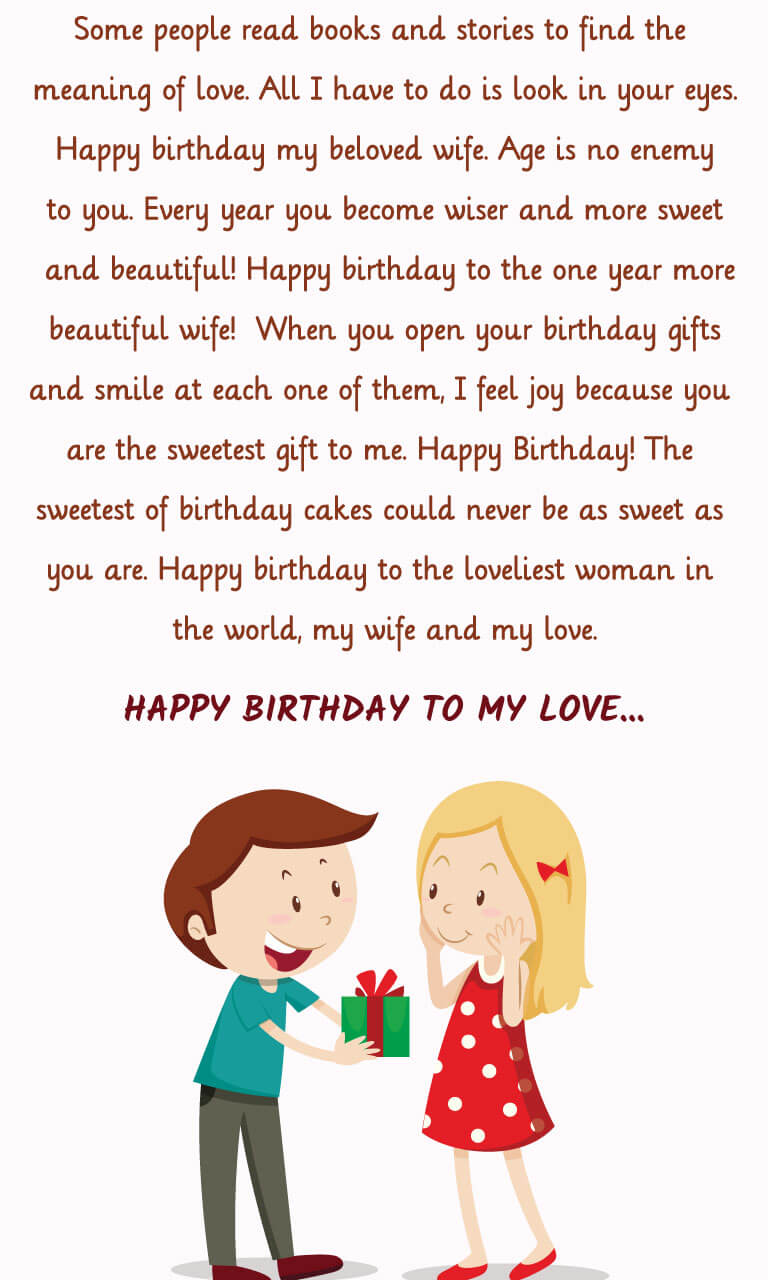 Some people read books and stories to find the
meaning of love. All I have to do is look in your eyes.
Happy birthday my beloved wife. Age is no enemy
to you. Every year you become wiser and more sweet
and beautiful! Happy birthday to the one year more
beautiful wife!  When you open your birthday gifts
and smile at each one of them, I feel joy because you
are the sweetest gift to me. Happy Birthday! The
sweetest of birthday cakes could never be as sweet as
you are. Happy birthday to the loveliest woman in
the world, my wife and my love.
HAPPY BIRTHDAY TO MY LOVE...